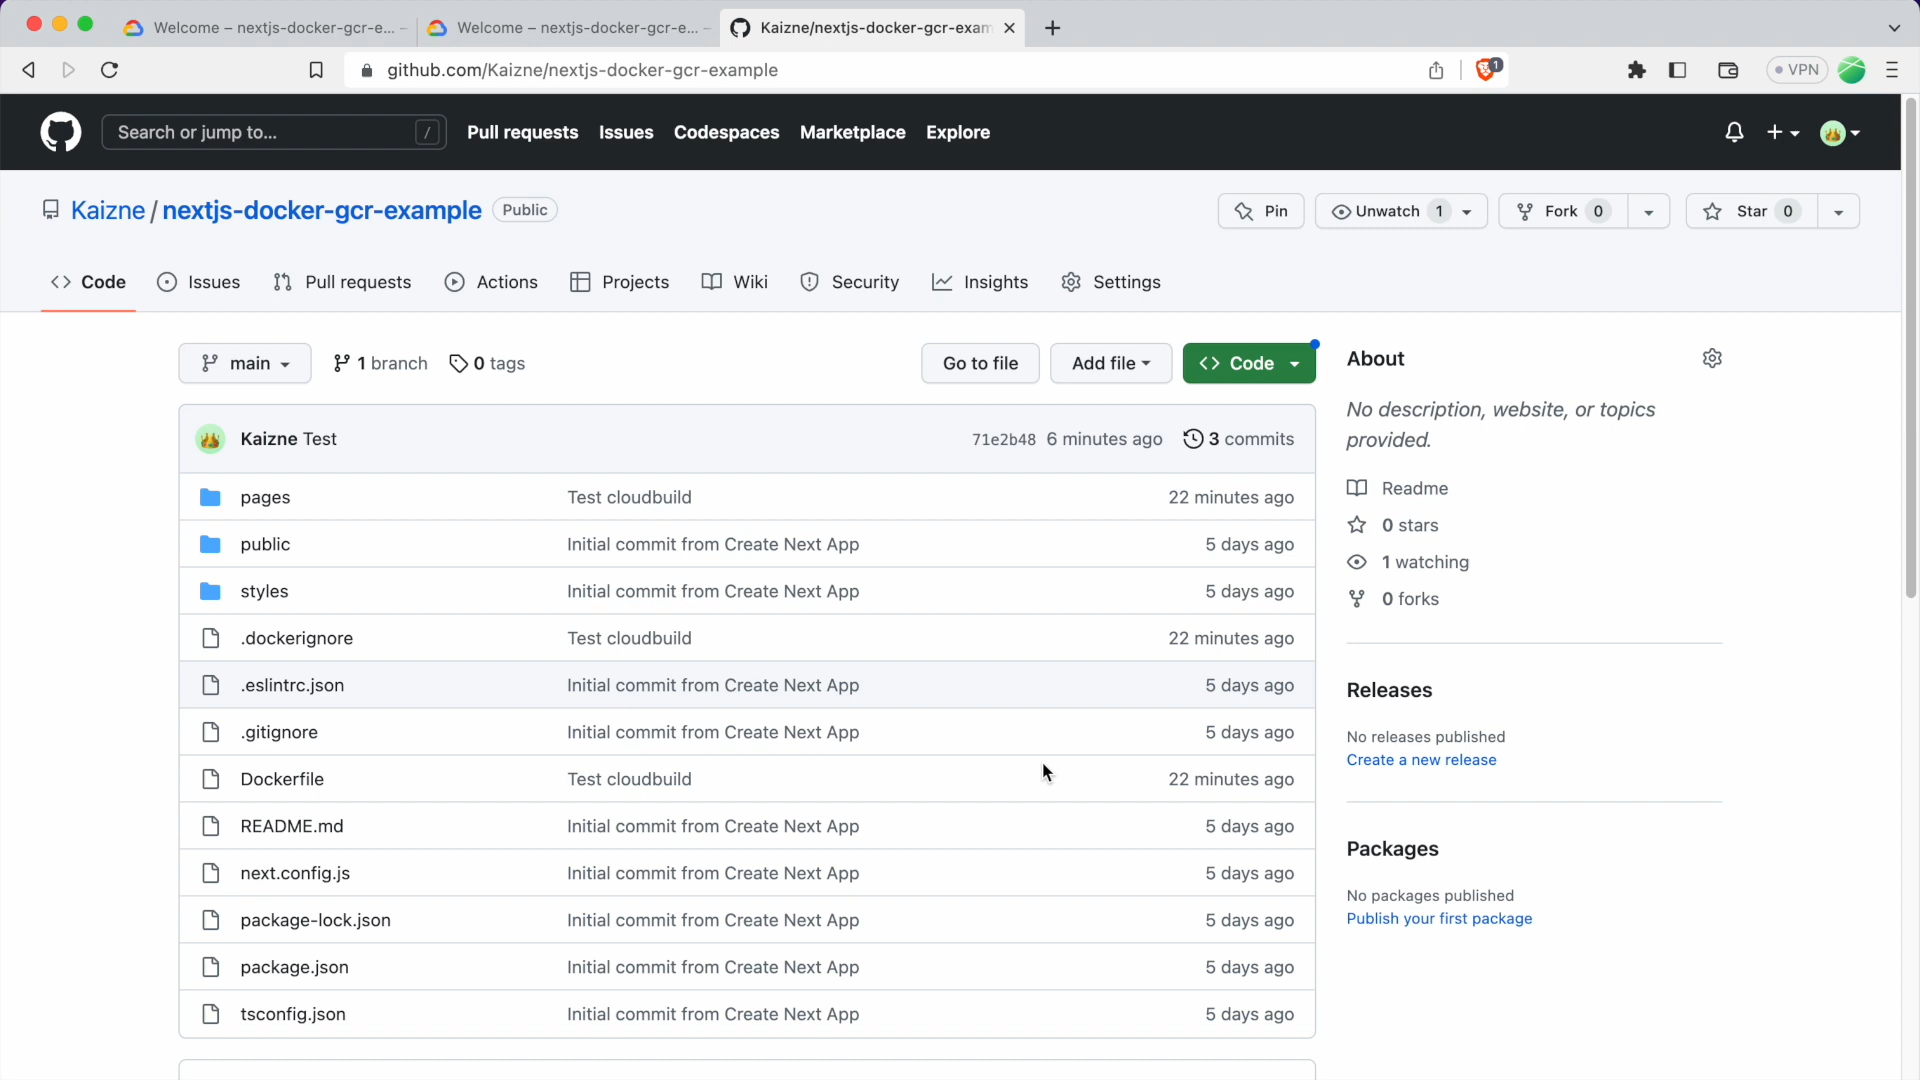 Welcome – nextjs-docker-gcr-e...
Welcome – nextjs-docker-gcr-e...
Kaizne/nextjs-docker-gcr-exam
github.com/Kaizne/nextjs-docker-gcr-example
1
VPN
Search or jump to...
/
Pull requests
Issues
Codespaces
Marketplace
Explore
Kaizne / nextjs-docker-gcr-example
Public
Pin
Unwatch 1
Fork 0
Star 0
Code
Issues
Pull requests
Actions
Projects
Wiki
Security
Insights
Settings
main
1 branch
0 tags
Go to file
Add file
Code
Kaizne Test
71e2b48 6 minutes ago
3 commits
pages Test cloudbuild 22 minutes ago
public Initial commit from Create Next App 5 days ago
styles Initial commit from Create Next App 5 days ago
.dockerignore Test cloudbuild 22 minutes ago
.eslintrc.json Initial commit from Create Next App 5 days ago
.gitignore Initial commit from Create Next App 5 days ago
Dockerfile Test cloudbuild 22 minutes ago
README.md Initial commit from Create Next App 5 days ago
next.config.js Initial commit from Create Next App 5 days ago
package-lock.json Initial commit from Create Next App 5 days ago
package.json Initial commit from Create Next App 5 days ago
tsconfig.json Initial commit from Create Next App 5 days ago
About
No description, website, or topics
provided.
Readme
0 stars
1 watching
0 forks
Releases
No releases published
Create a new release
Packages
No packages published
Publish your first package